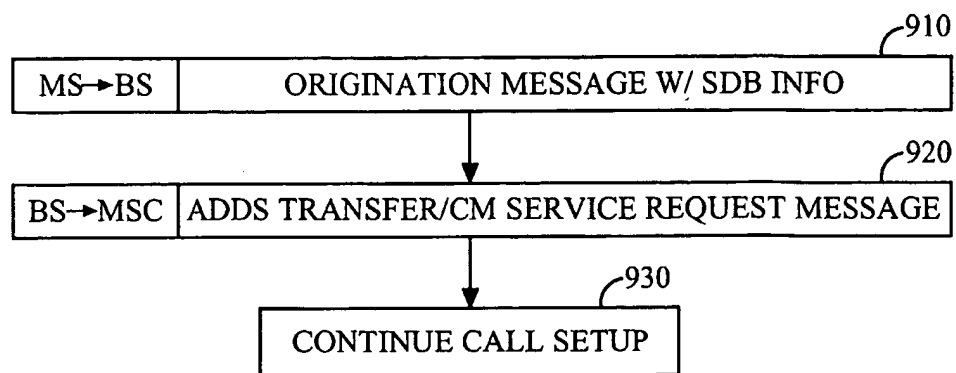 910
MS→BS ORIGINATION MESSAGE W/ SDB INFO
920
BS→MSC ADDS TRANSFER/CM SERVICE REQUEST MESSAGE
930
CONTINUE CALL SETUP